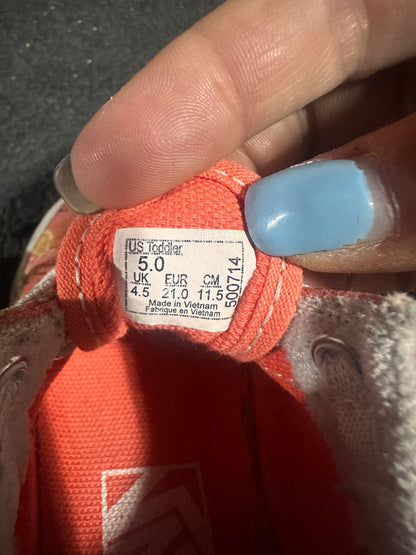 US Toddler
5.0
UK EUR CM
4.5 21.0 11.5
Made in Vietnam
Fabrique en Vietnam
500714